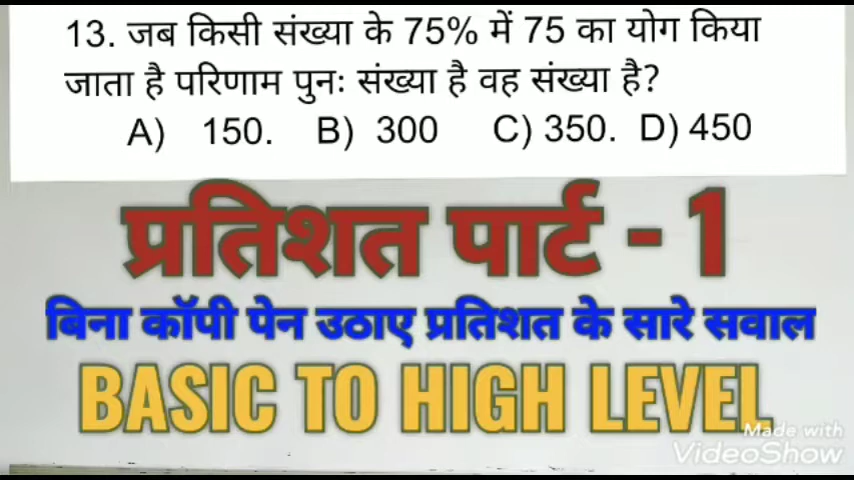 13. जब किसी संख्या के 75% में 75 का योग किया
जाता है परिणाम पुनः संख्या है वह संख्या है?
A) 150. B) 300 C) 350. D) 450
प्रतिशत पार्ट - 1
बिना कॉपी पेन उठाए प्रतिशत के सारे सवाल
BASIC TO HIGH LEVEL
Made with
VideoShow